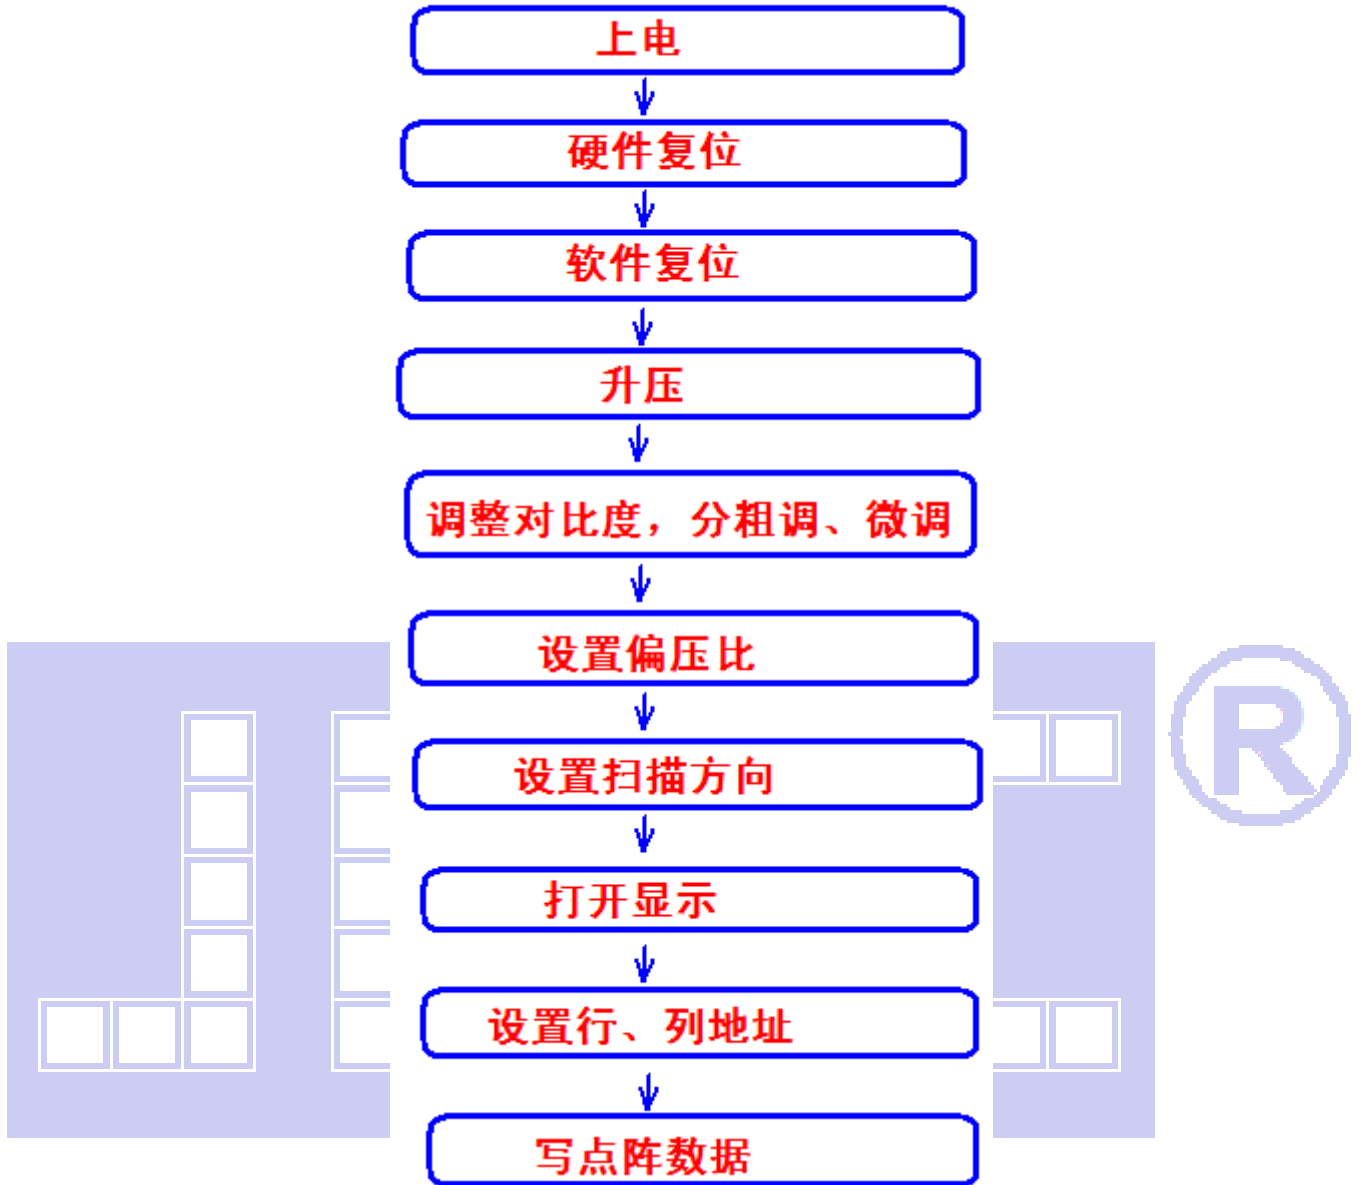 上电
硬件复位
软件复位
升压
调整对比度，分粗调、微调
设置偏压比
设置扫描方向
打开显示
设置行、列地址
写点阵数据
®